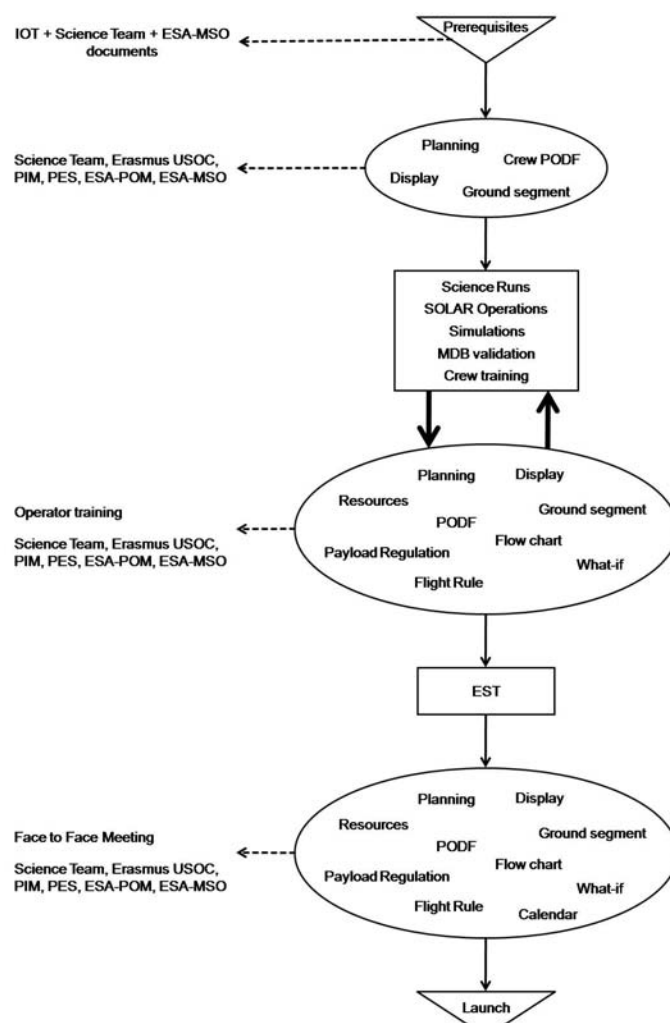 Prerequisites
IOT + Science Team + ESA-MSO
documents
Planning
Crew PODF
Display
Ground segment
Science Team, Erasmus USOC,
PIM, PES, ESA-POM, ESA-MSO
Science Runs
SOLAR Operations
Simulations
MDB validation
Crew training
Planning
Display
Resources
Ground segment
PODF
Payload Regulation
Flow chart
What-if
Flight Rule
Operator training
Science Team, Erasmus USOC,
PIM, PES, ESA-POM, ESA-MSO
EST
Planning
Display
Resources
Ground segment
PODF
Payload Regulation
Flow chart
What-if
Flight Rule
Calendar
Face to Face Meeting
Science Team, Erasmus USOC,
PIM, PES, ESA-POM, ESA-MSO
Launch